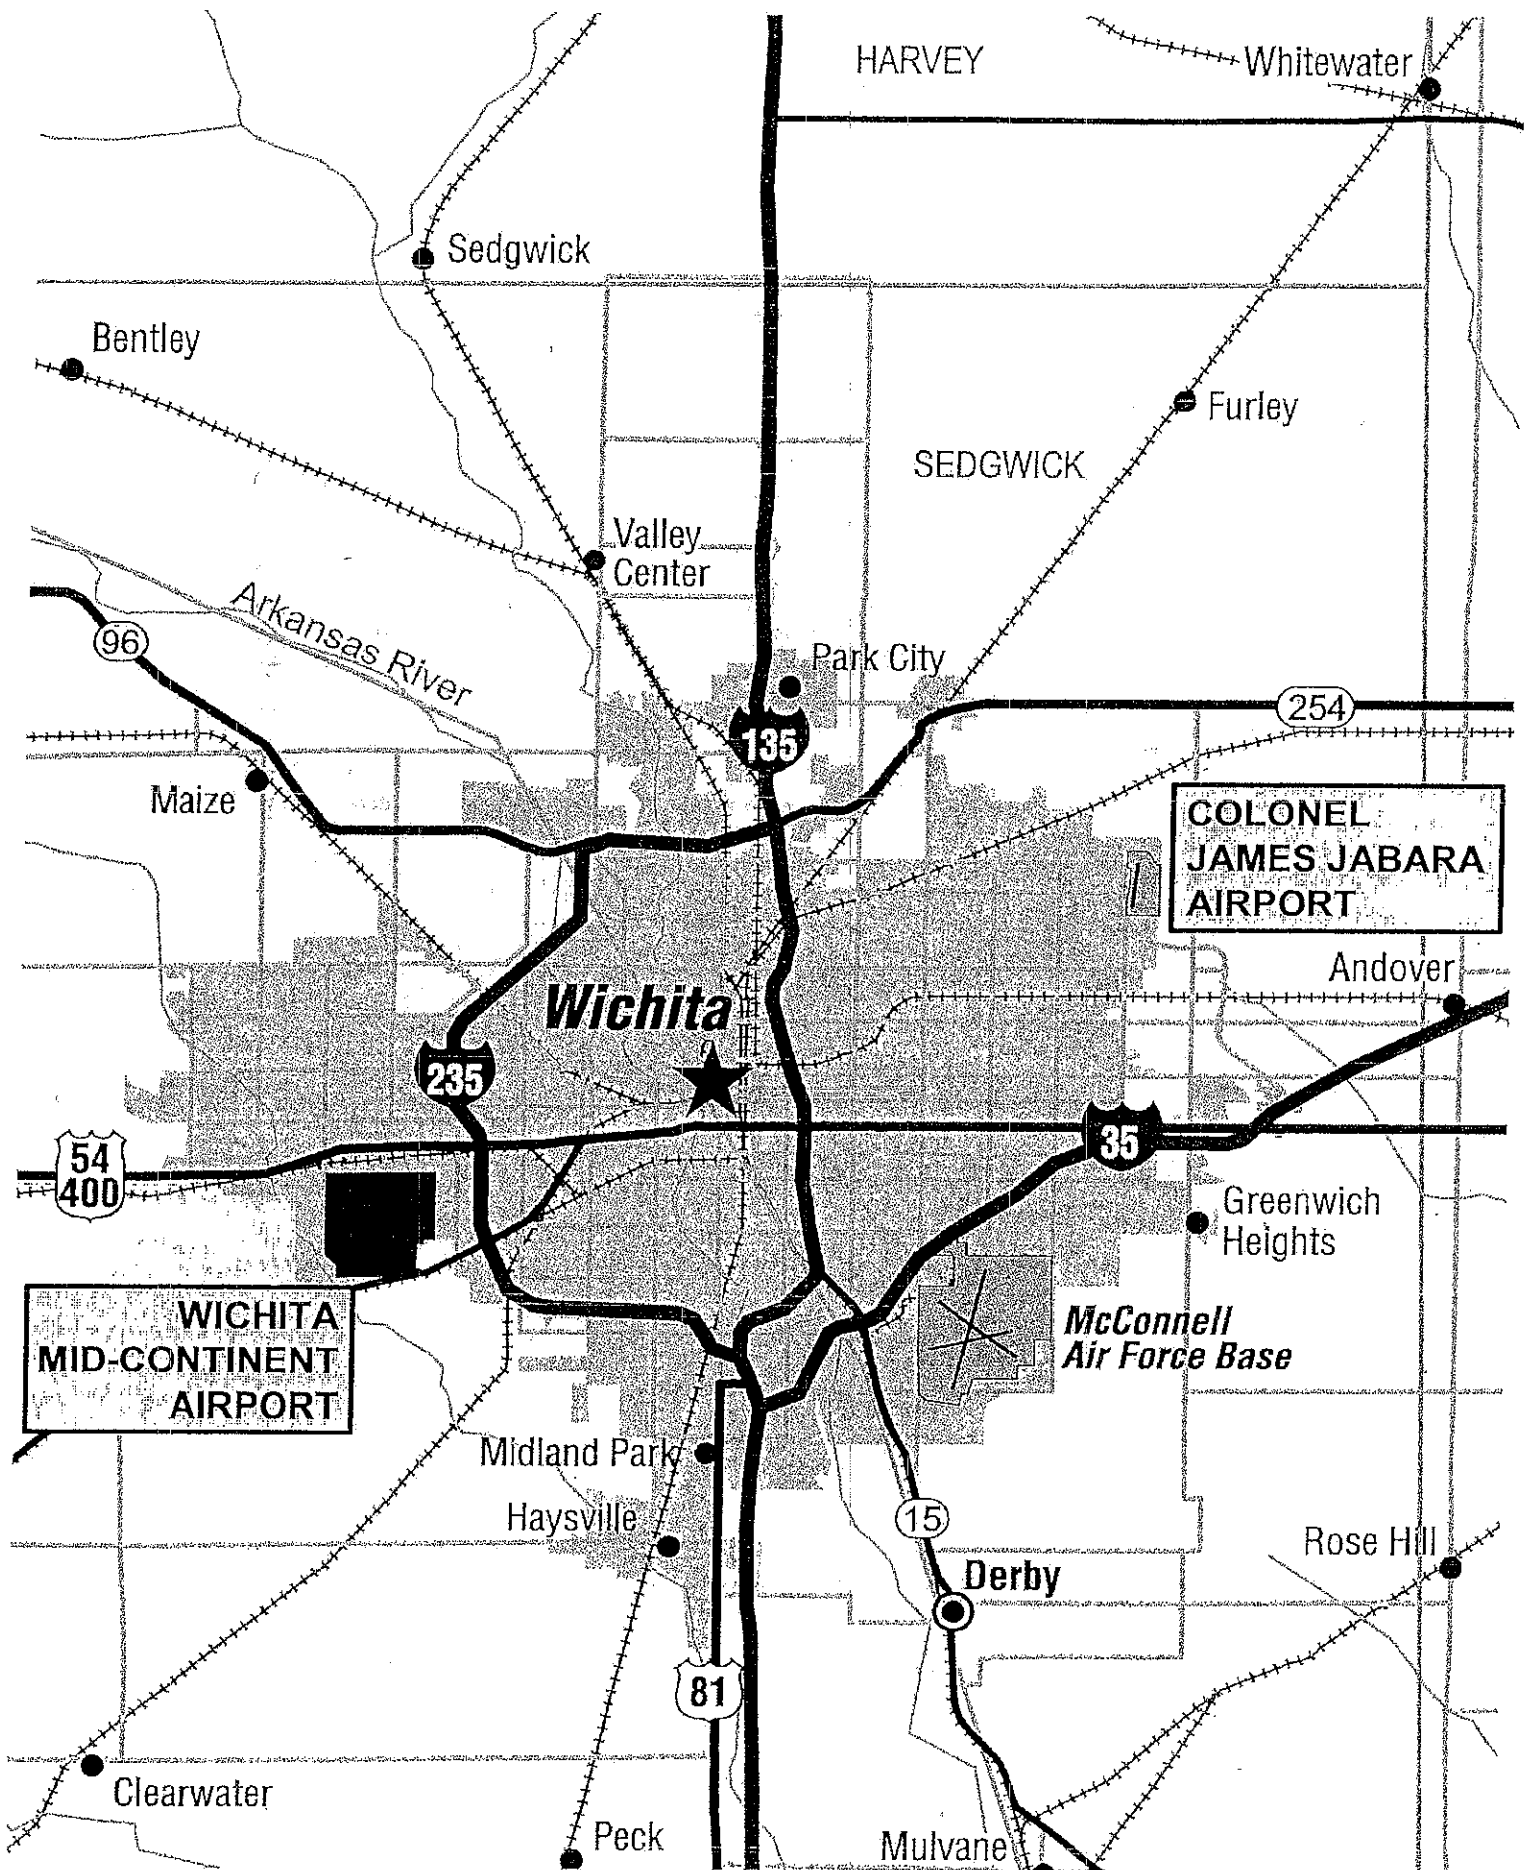 HARVEY
Whitewater
Sedgwick
Bentley
Furley
SEDGWICK
Valley
Center
Arkansas River
96
Park City
254
135
Maize
COLONEL
JAMES JABARA
AIRPORT
Andover
Wichita
235
35
54
400
Greenwich
Heights
WICHITA
MID-CONTINENT
AIRPORT
McConnell
Air Force Base
Midland Park
Haysville
15
Rose Hill
Derby
81
Clearwater
Peck
Mulvane